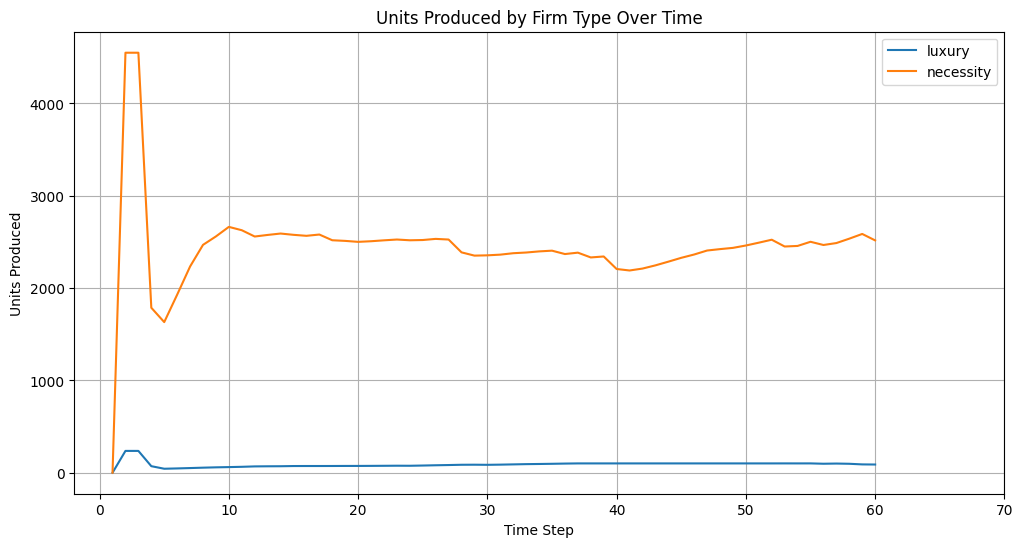 Units Produced by Firm Type Over Time
luxury
necessity
Units Produced
4000
3000
2000
1000
0
0 10 20 30 40 50 60 70
Time Step